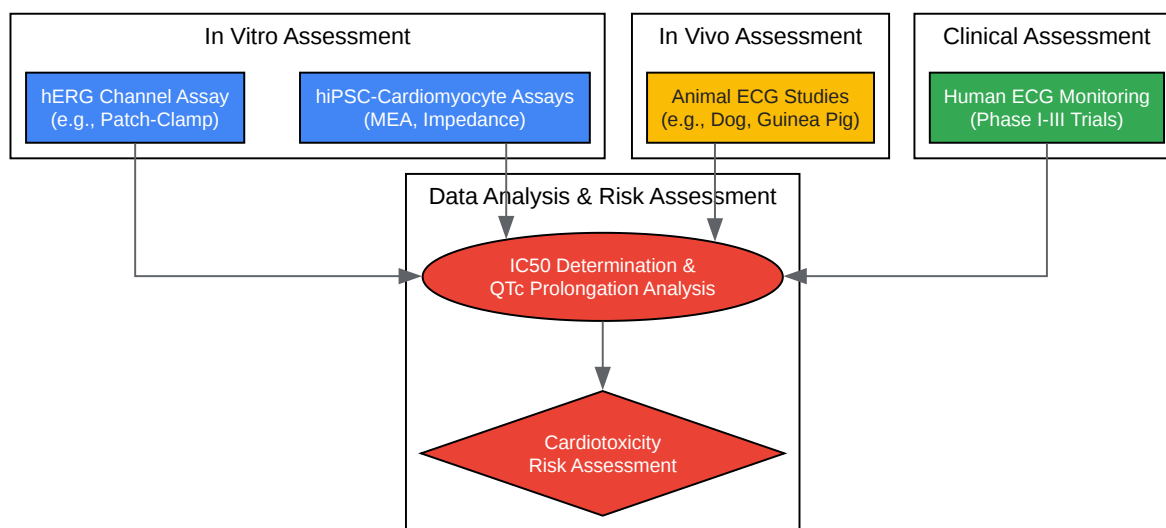 In Vitro Assessment
In Vivo Assessment
Clinical Assessment
hERG Channel Assay
(e.g., Patch-Clamp)
hiPSC-Cardiomyocyte Assays
(MEA, Impedance)
Animal ECG Studies
(e.g., Dog, Guinea Pig)
Human ECG Monitoring
(Phase I-III Trials)
Data Analysis & Risk Assessment
IC50 Determination &
QTc Prolongation Analysis
Cardiotoxicity
Risk Assessment